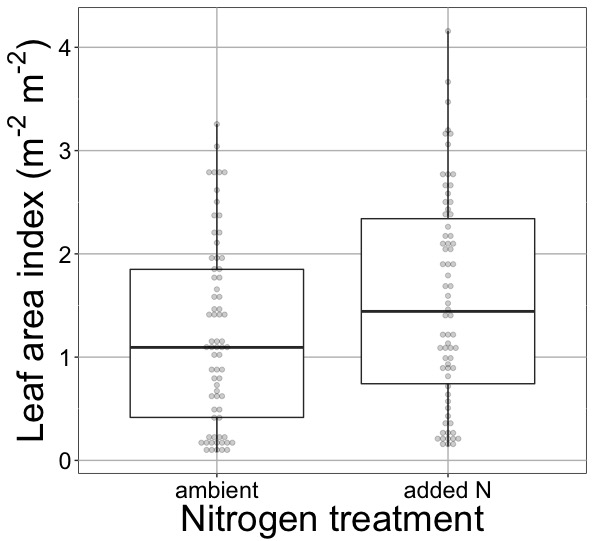 Leaf area index (m⁻² m⁻²)
4
3
2
1
0
ambient added N
Nitrogen treatment